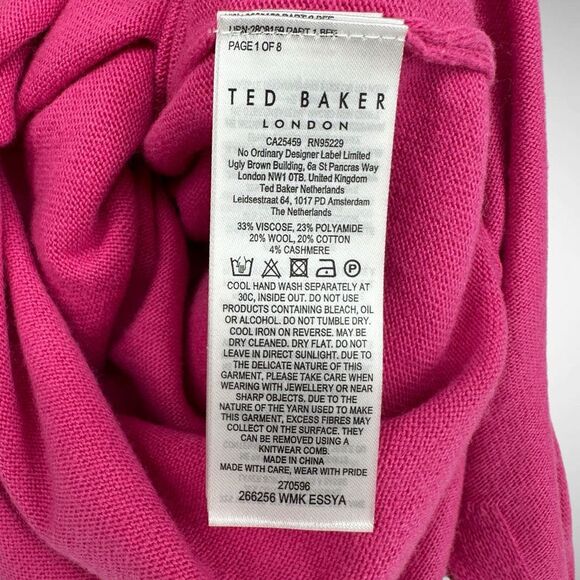 URN-2808159 PART 1 BEE
PAGE 1 OF 8
TED BAKER
LONDON
CA25459 RN95229
No Ordinary Designer Label Limited
Ugly Brown Building, 6a St Pancras Way
London NW1 0TB. United Kingdom
Ted Baker Netherlands
Leidsestraat 64, 1017 PD Amsterdam
The Netherlands
33% VISCOSE, 23% POLYAMIDE
20% WOOL, 20% COTTON
4% CASHMERE
P
COOL HAND WASH SEPARATELY AT
30C, INSIDE OUT. DO NOT USE
PRODUCTS CONTAINING BLEACH, OIL
OR ALCOHOL. DO NOT TUMBLE DRY.
COOL IRON ON REVERSE. MAY BE
DRY CLEANED. DRY FLAT. DO NOT
LEAVE IN DIRECT SUNLIGHT. DUE TO
THE DELICATE NATURE OF THIS
GARMENT, PLEASE TAKE CARE WHEN
WEARING WITH JEWELLERY OR NEAR
SHARP OBJECTS. DUE TO THE
NATURE OF THE YARN USED TO MAKE
THIS GARMENT, EXCESS FIBRES MAY
COLLECT ON THE SURFACE. THEY
CAN BE REMOVED USING A
KNITWEAR COMB.
MADE IN CHINA
MADE WITH CARE, WEAR WITH PRIDE
270596
266256 WMK ESSYA